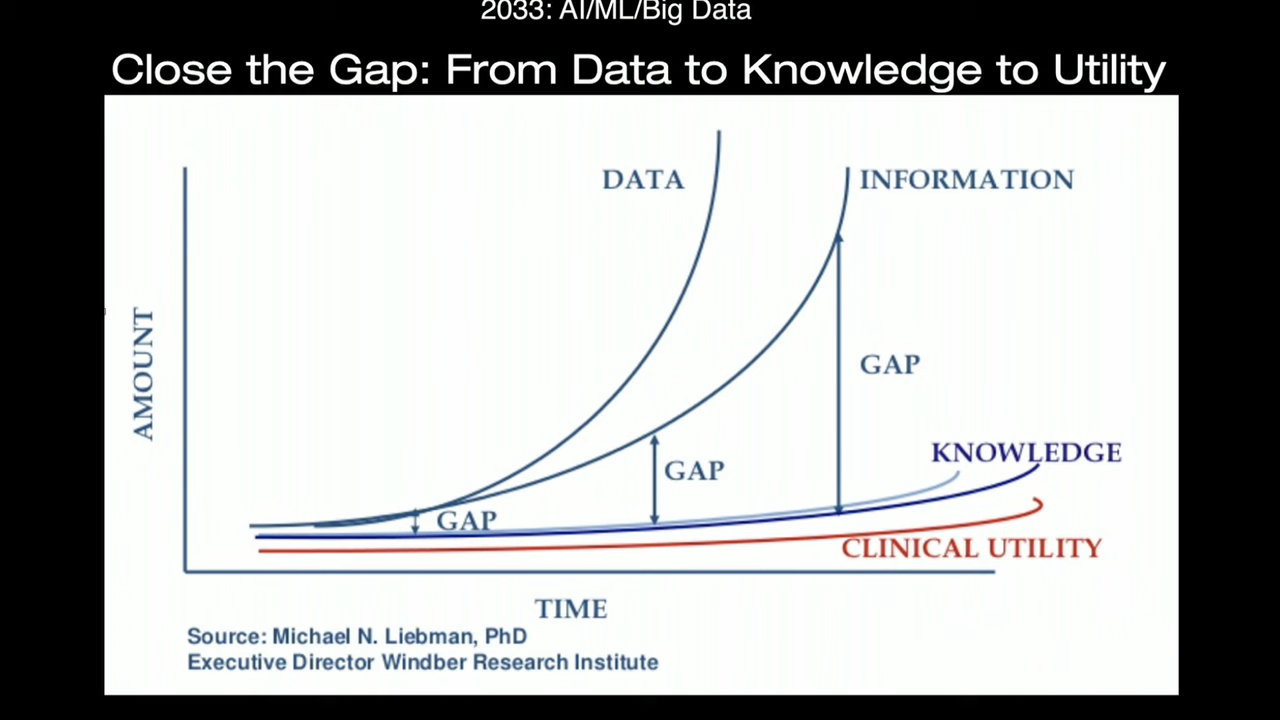 2033: AI/ML/Big Data
Close the Gap: From Data to Knowledge to Utility
DATA
INFORMATION
AMOUNT
GAP
KNOWLEDGE
GAP
GAP
CLINICAL UTILITY
TIME
Source: Michael N. Liebman, PhD
Executive Director Windber Research Institute